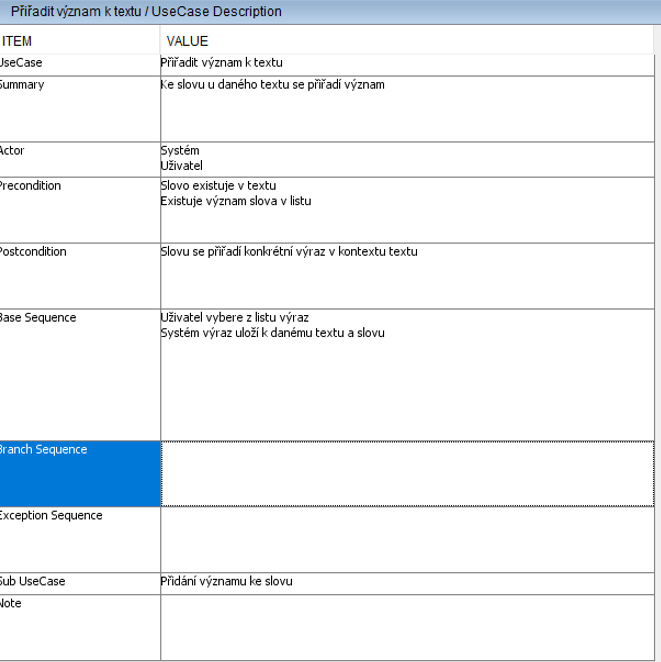 Přiřadit význam k textu / UseCase Description
ITEM VALUE
UseCase Přiřadit význam k textu
Summary Ke slovu u daného textu se přiřadí význam
Actor Systém
Uživatel
Precondition Slovo existuje v textu
Existuje význam slova v listu
Postcondition Slovu se přiřadí konkrétní výraz v kontextu textu
Base Sequence Uživatel vybere z listu výraz
Systém výraz uloží k danému textu a slovu
Branch Sequence
Exception Sequence
Sub UseCase Přidání významu ke slovu
Note